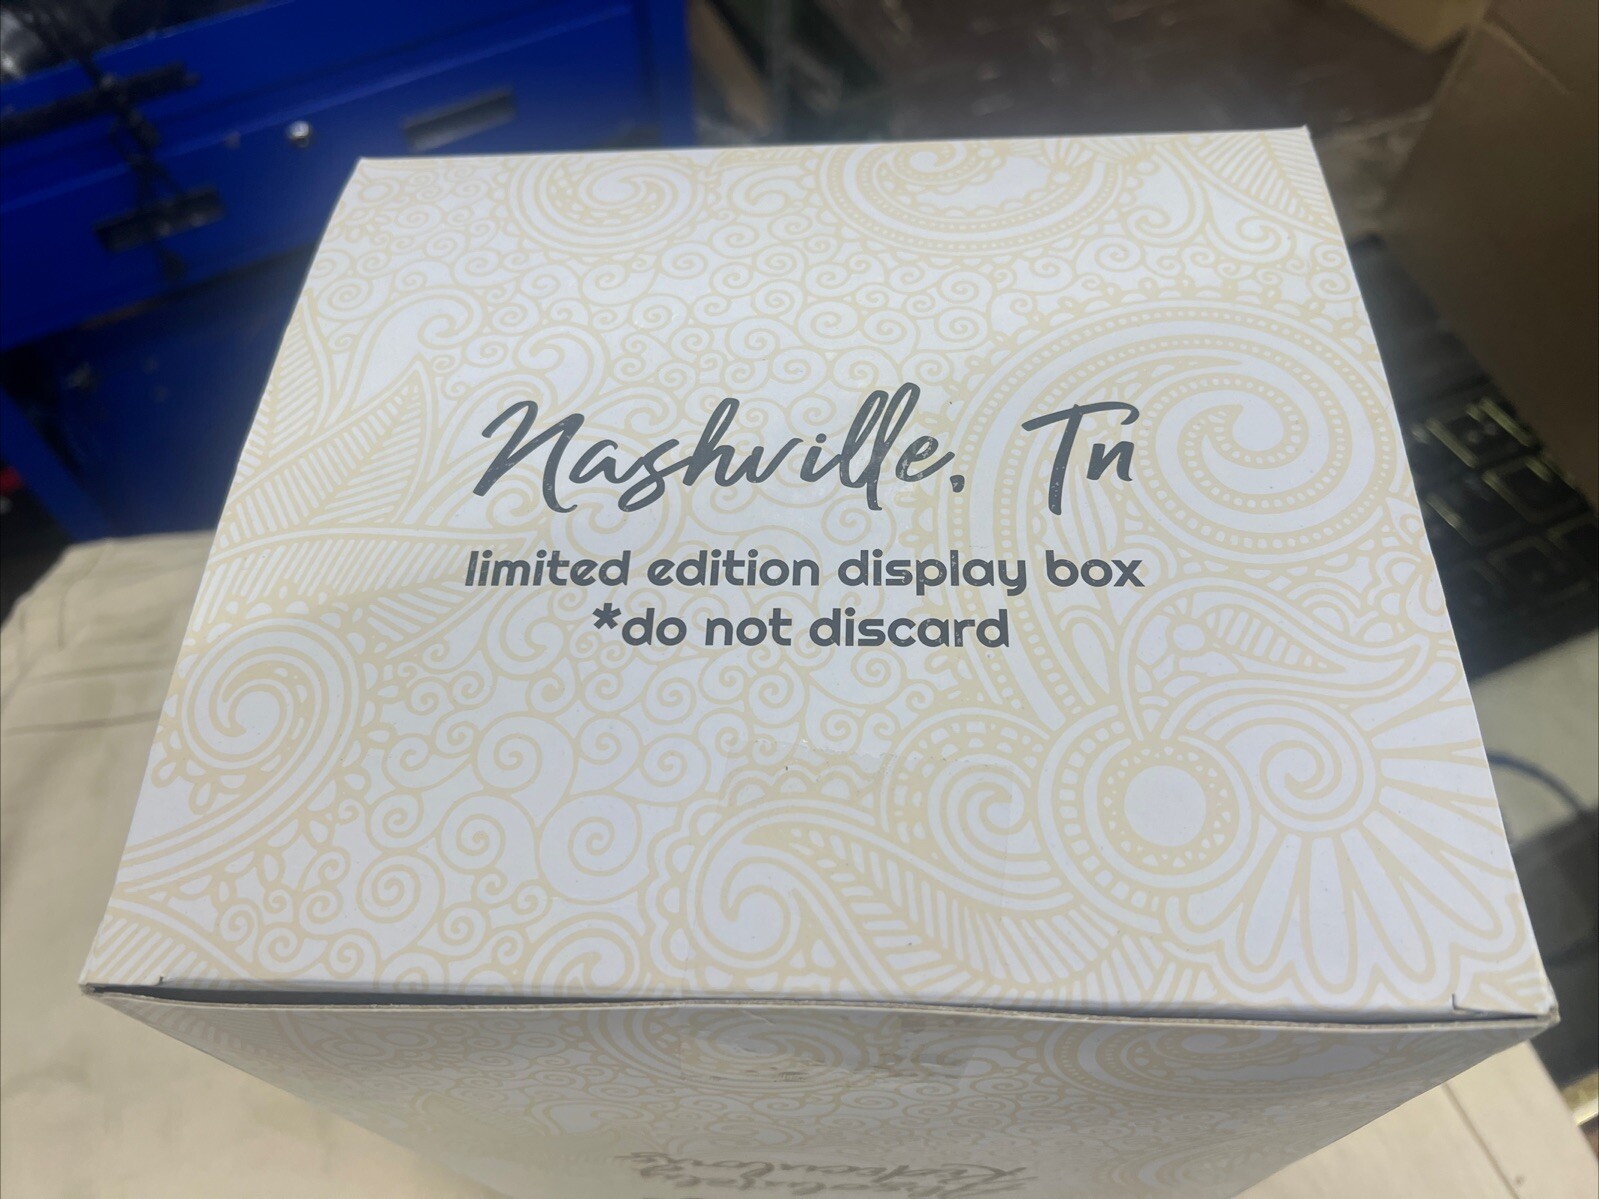 Nashville, Tn
limited edition display box
*do not discard